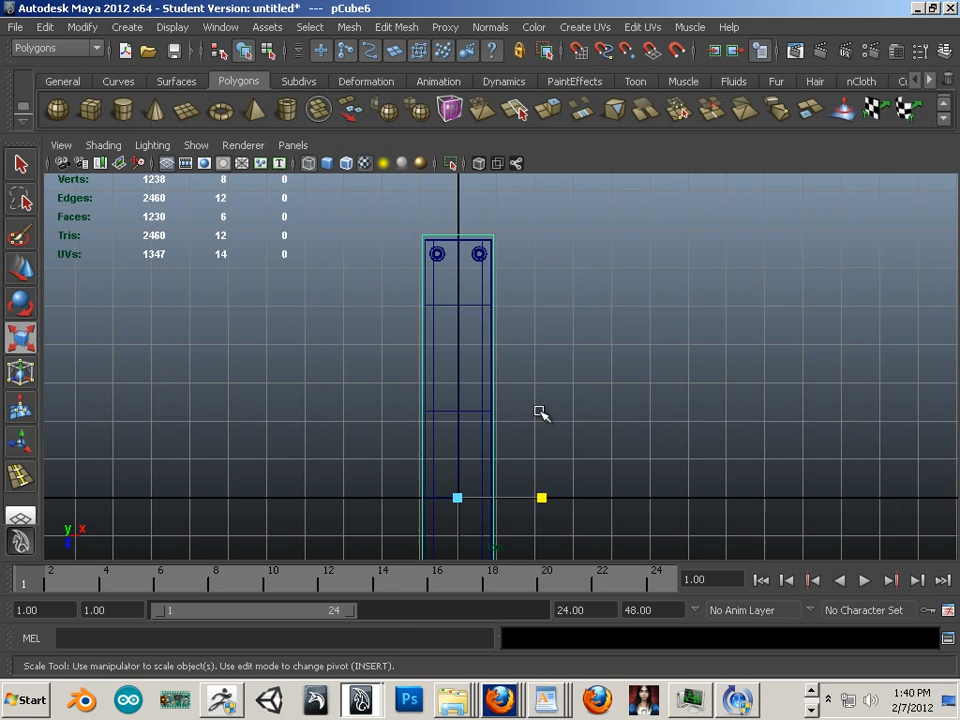 Autodesk Maya 2012 x64 - Student Version: untitled* --- pCube6
File Edit Modify Create Display Window Assets Select Mesh Edit Mesh Proxy Normals Color Create UVs Edit UVs Muscle Help
Polygons
General Curves Surfaces Polygons Subdivs Deformation Animation Dynamics PaintEffects Toon Muscle Fluids Fur Hair nCloth Cu
View Shading Lighting Show Renderer Panels
Verts: 1238 8 0
Edges: 2460 12 0
Faces: 1230 6 0
Tris: 2460 12 0
UVs: 1347 14 0
y x
2 4 6 8 10 12 14 16 18 20 22 24
1 1.00
1.00 1.00 1 24 24.00 48.00 No Anim Layer No Character Set
MEL
Scale Tool: Use manipulator to scale object(s). Use edit mode to change pivot (INSERT).
Start Ps 1:40 PM
2/7/2012